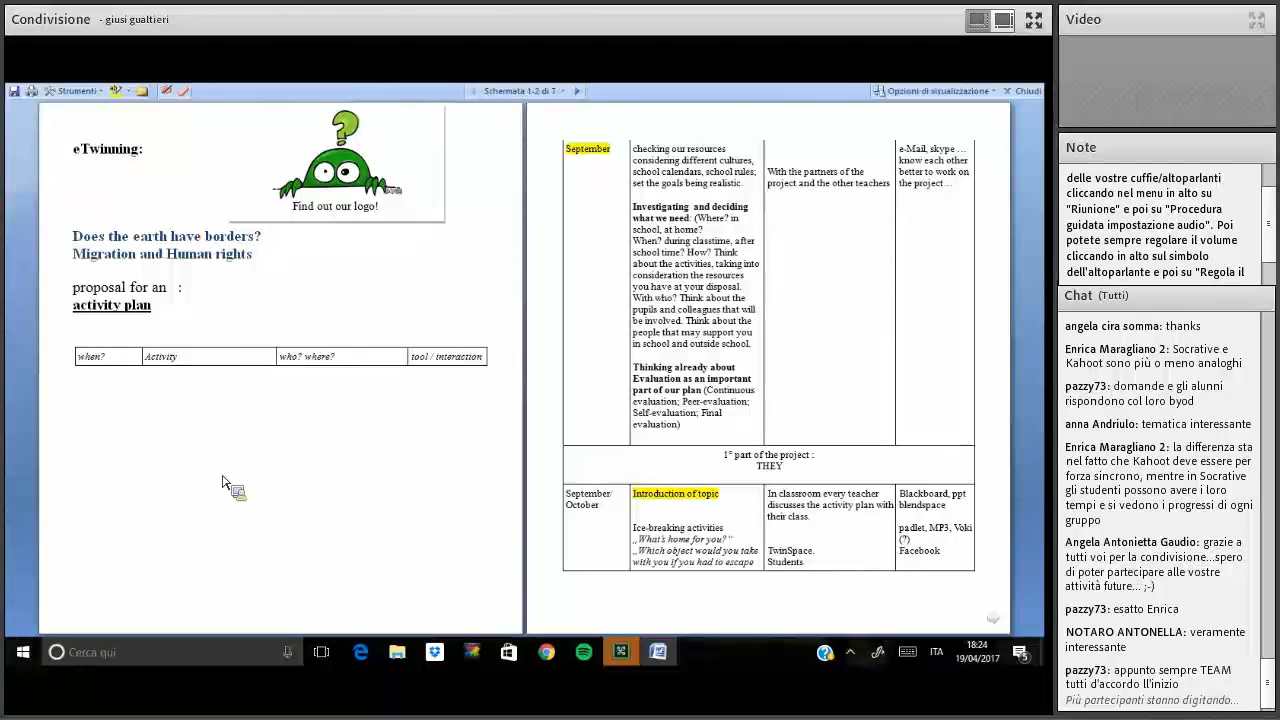 Condivisione - giusi gualtieri
Strumenti
Schermata 1-2 di 7
Opzioni di visualizzazione
Chiudi
eTwinning:
Find out our logo!
Does the earth have borders?
Migration and Human rights
proposal for an :
activity plan
when? Activity who? where? tool / interaction
September
checking our resources
considering different cultures,
school calendars, school rules;
set the goals being realistic.
Investigating and deciding
what we need: (Where? in
school, at home?
When? during classtime, after
school time? How? Think
about the activities, taking into
consideration the resources
you have at your disposal.
With who? Think about the
pupils and colleagues that will
be involved. Think about the
people that may support you
in school and outside school.
Thinking already about
Evaluation as an important
part of our plan (Continuous
evaluation; Peer-evaluation;
Self-evaluation; Final
evaluation)
With the partners of the
project and the other teachers
e-Mail, skype …
know each other
better to work on
the project…
1° part of the project :
THEY
September/
October
Introduction of topic
Ice-breaking activities
„What's home for you?“
„Which object would you take
with you if you had to escape
In classroom every teacher
discusses the activity plan with
their class.
TwinSpace.
Students
Blackboard, ppt
blendspace
padlet, MP3, Voki
(?)
Facebook
Cerca qui
ITA
18:24
19/04/2017
5
Video
Note
delle vostre cuffie/altoparlanti
cliccando nel menu in alto su
"Riunione" e poi su "Procedura
guidata impostazione audio". Poi
potete sempre regolare il volume
cliccando in alto sul simbolo
dell'altoparlante e poi su "Regola il
Chat (Tutti)
angela cira somma: thanks
Enrica Maragliano 2: Socrative e
Kahoot sono più o meno analoghi
pazzy73: domande e gli alunni
rispondono col loro byod
anna Andriulo: tematica interessante
Enrica Maragliano 2: la differenza sta
nel fatto che Kahoot deve essere per
forza sincrono, mentre in Socrative
gli studenti possono avere i loro
tempi e si vedono i progressi di ogni
gruppo
Angela Antonietta Gaudio: grazie a
tutti voi per la condivisione...spero
di poter partecipare alle vostre
attività future... ;-)
pazzy73: esatto Enrica
NOTARO ANTONELLA: veramente
interessante
pazzy73: appunto sempre TEAM
tutti d'accordo ll'inizio
Più partecipanti stanno digitando...